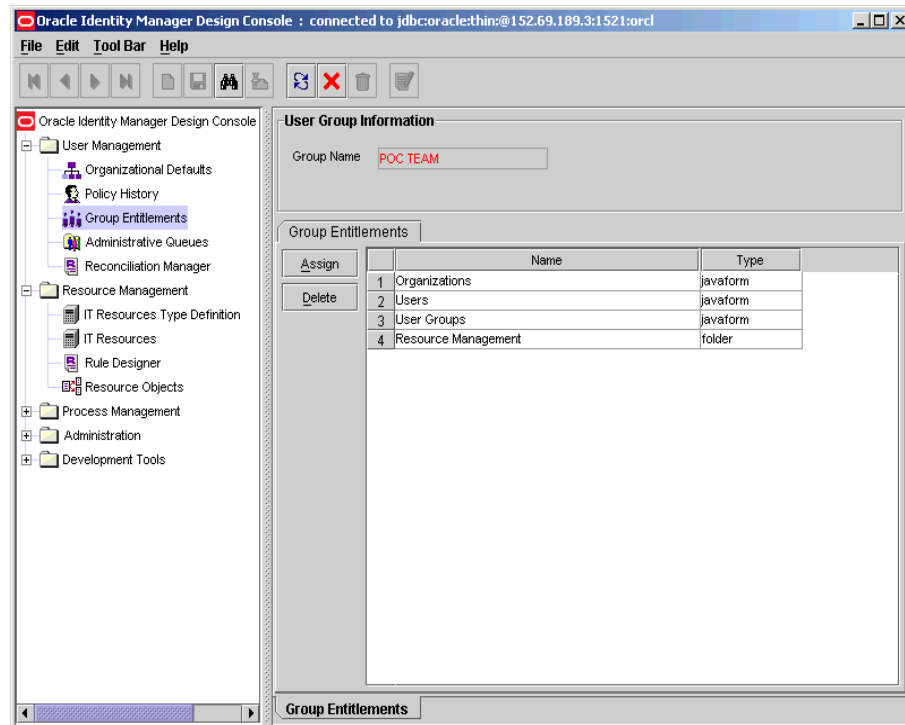 Oracle Identity Manager Design Console : connected to jdbc:oracle:thin:@152.69.189.3:1521:orcl
File Edit Tool Bar Help
Oracle Identity Manager Design Console
User Management
Organizational Defaults
Policy History
Group Entitlements
Administrative Queues
Reconciliation Manager
Resource Management
IT Resources Type Definition
IT Resources
Rule Designer
Resource Objects
Process Management
Administration
Development Tools
User Group Information
Group Name POC TEAM
Group Entitlements
Assign
Delete
Name Type
1 Organizations javaform
2 Users javaform
3 User Groups javaform
4 Resource Management folder
Group Entitlements